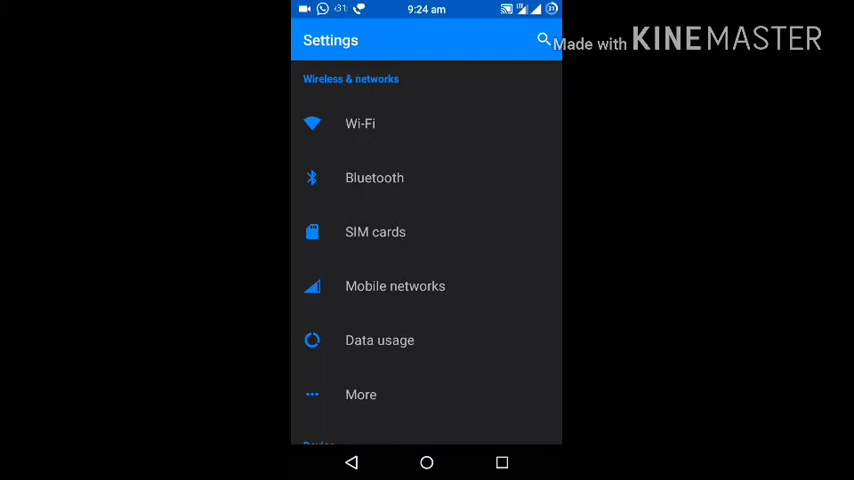 9:24 am
31
Settings
Made with KINEMASTER
Wireless & networks
Wi-Fi
Bluetooth
SIM cards
Mobile networks
Data usage
More